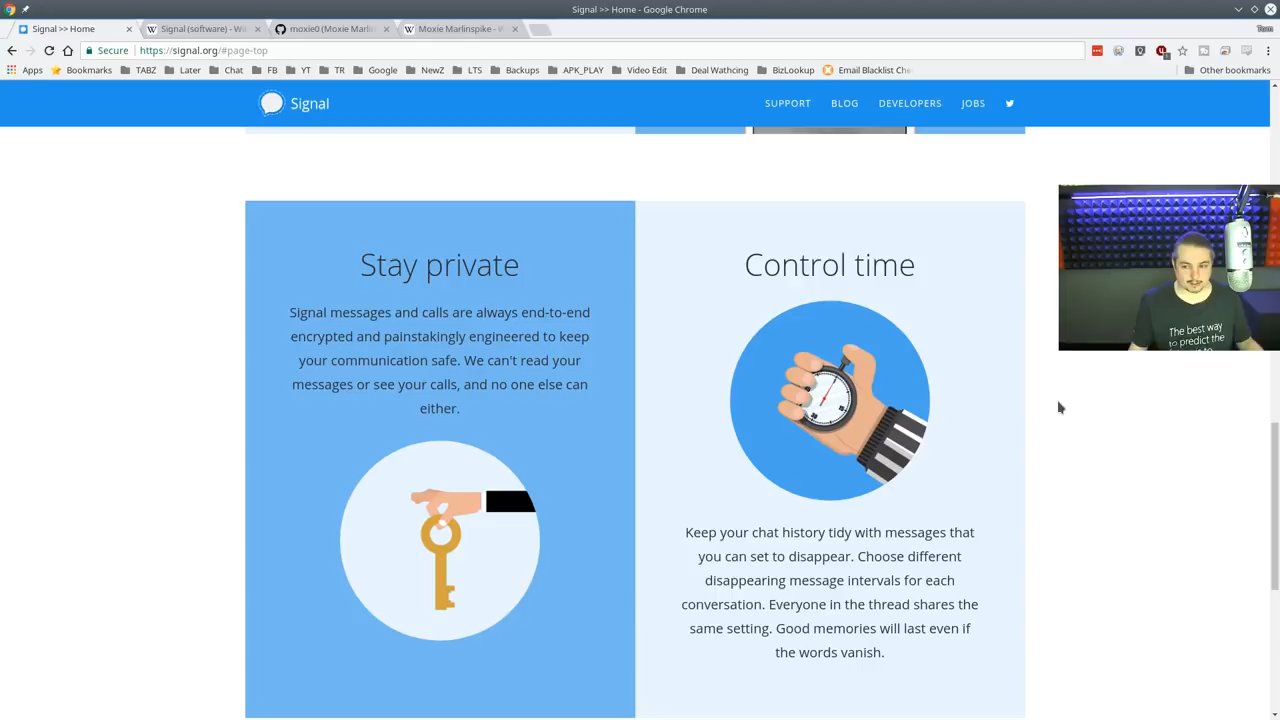 Signal >> Home - Google Chrome
Signal >> Home
Signal (software) - Wi
moxie0 (Moxie Marli
Moxie Marlinspike - W
Tom
Secure
https://signal.org/#page-top
Apps
Bookmarks
TABZ
Later
Chat
FB
YT
TR
Google
NewZ
LTS
Backups
APK_PLAY
Video Edit
Deal Wathcing
BizLookup
Email Blacklist Che
Other bookmarks
Signal
SUPPORT
BLOG
DEVELOPERS
JOBS
Stay private
Signal messages and calls are always end-to-end
encrypted and painstakingly engineered to keep
your communication safe. We can't read your
messages or see your calls, and no one else can
either.
Control time
Keep your chat history tidy with messages that
you can set to disappear. Choose different
disappearing message intervals for each
conversation. Everyone in the thread shares the
same setting. Good memories will last even if
the words vanish.
The best way
to predict the